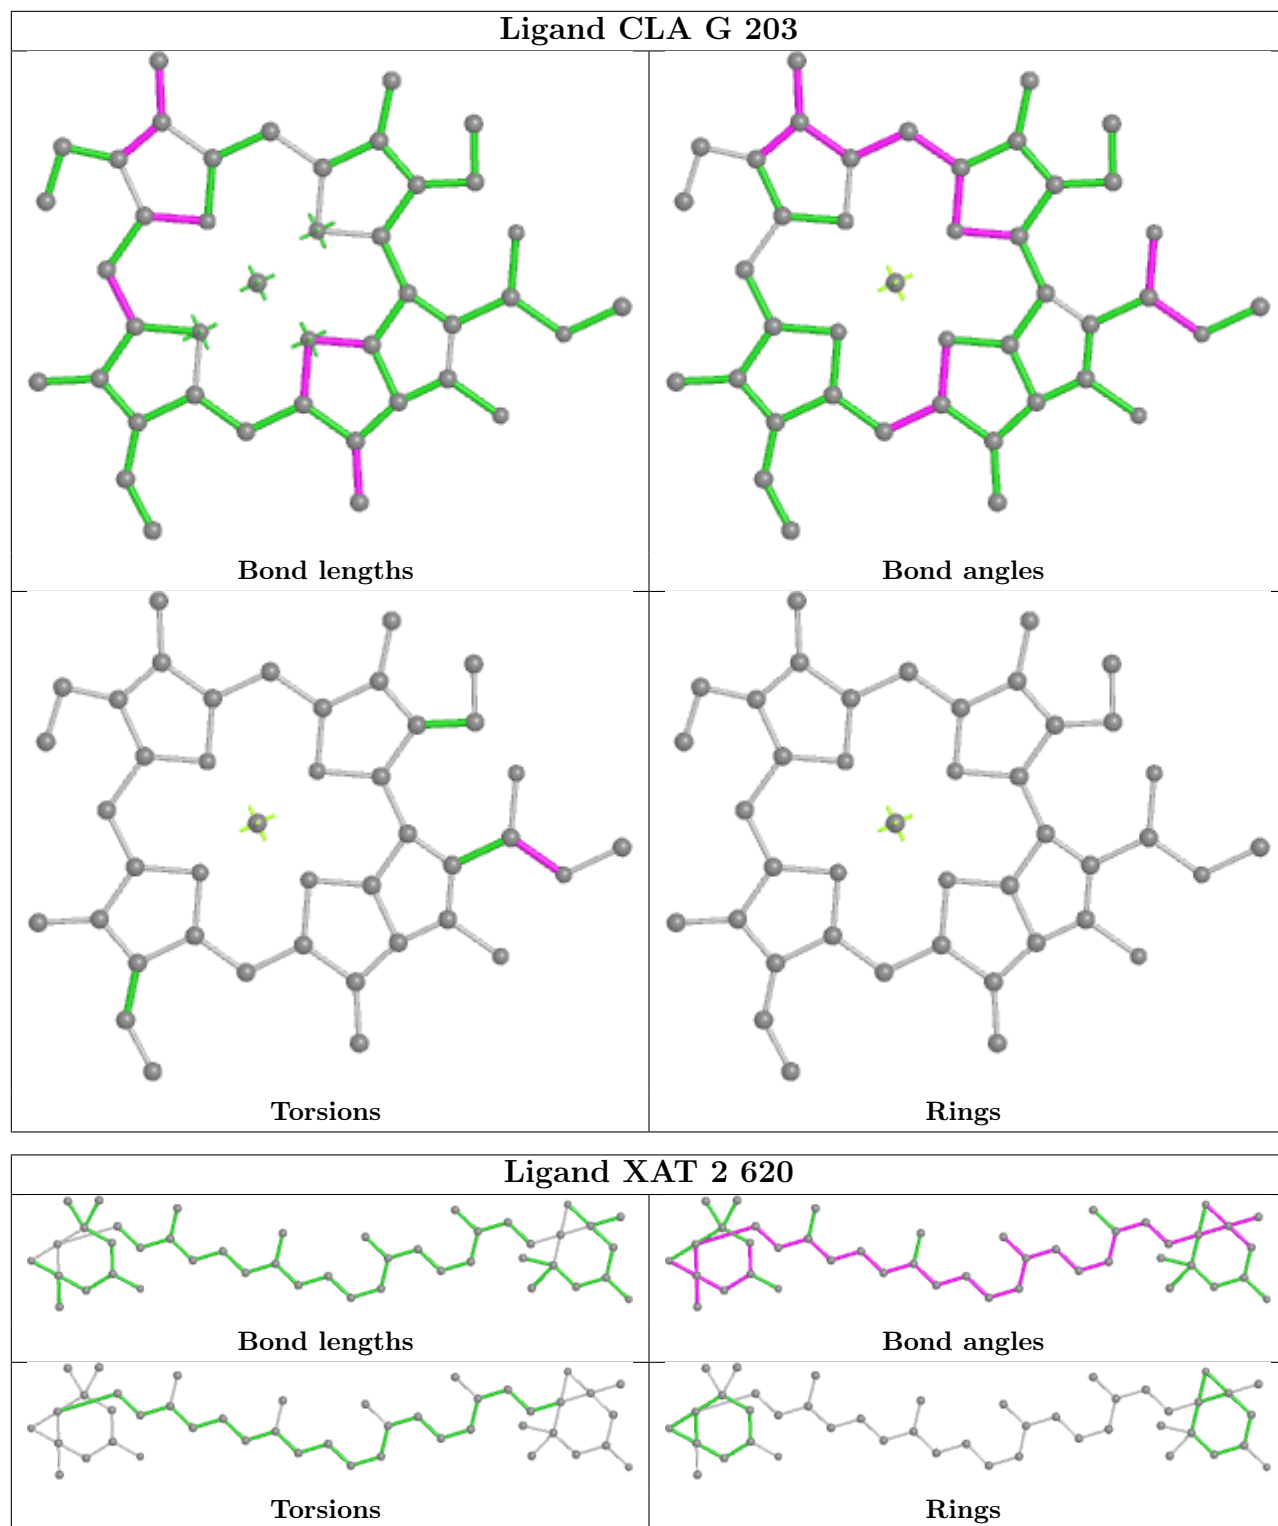 Ligand CLA G 203
Bond lengths
Bond angles
Torsions
Rings
Ligand XAT 2 620
Bond lengths
Bond angles
Torsions
Rings